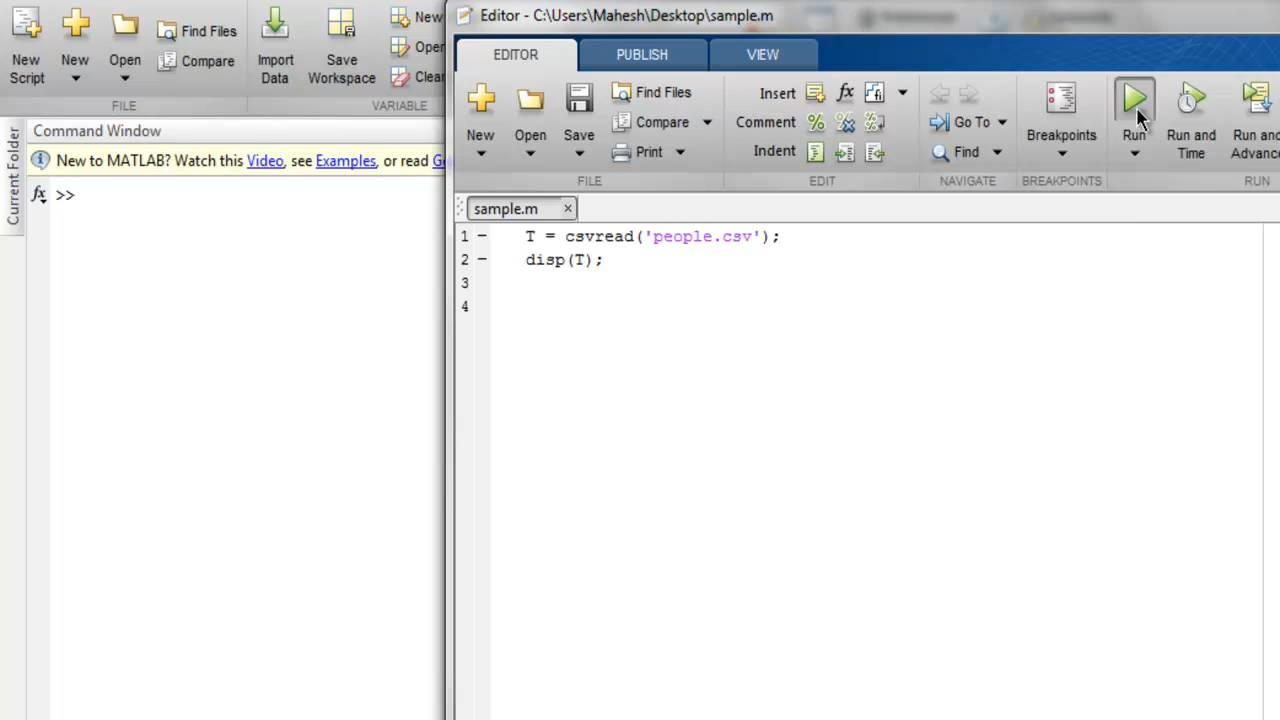 New Script
New
Open
Find Files
Compare
Import Data
Save Workspace
New
Open
Clear
FILE
VARIABLE
Current Folder
Command Window
New to MATLAB? Watch this Video, see Examples, or read
fx >>
Editor - C:\Users\Mahesh\Desktop\sample.m
EDITOR
PUBLISH
VIEW
New
Open
Save
Find Files
Compare
Print
FILE
Insert
fx
Comment
Indent
EDIT
Go To
Find
NAVIGATE
Breakpoints
BREAKPOINTS
Run
Run and Time
Run and Advance
RUN
sample.m ×
1 – T = csvread('people.csv');
2 – disp(T);
3
4